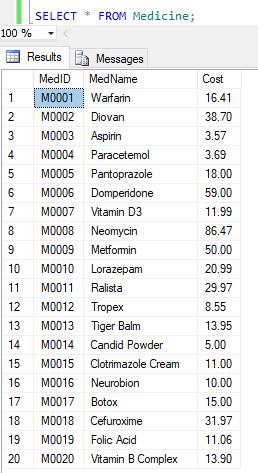 SELECT * FROM Medicine;
100 %
Results Messages
MedID MedName Cost
1 M0001 Warfarin 16.41
2 M0002 Diovan 38.70
3 M0003 Aspirin 3.57
4 M0004 Paracetemol 3.69
5 M0005 Pantoprazole 18.00
6 M0006 Domperidone 59.00
7 M0007 Vitamin D3 11.99
8 M0008 Neomycin 86.47
9 M0009 Metformin 50.00
10 M0010 Lorazepam 20.99
11 M0011 Ralista 29.97
12 M0012 Tropex 8.55
13 M0013 Tiger Balm 13.95
14 M0014 Candid Powder 5.00
15 M0015 Clotrimazole Cream 11.00
16 M0016 Neurobion 10.00
17 M0017 Botox 15.00
18 M0018 Cefuroxime 31.97
19 M0019 Folic Acid 11.06
20 M0020 Vitamin B Complex 13.90